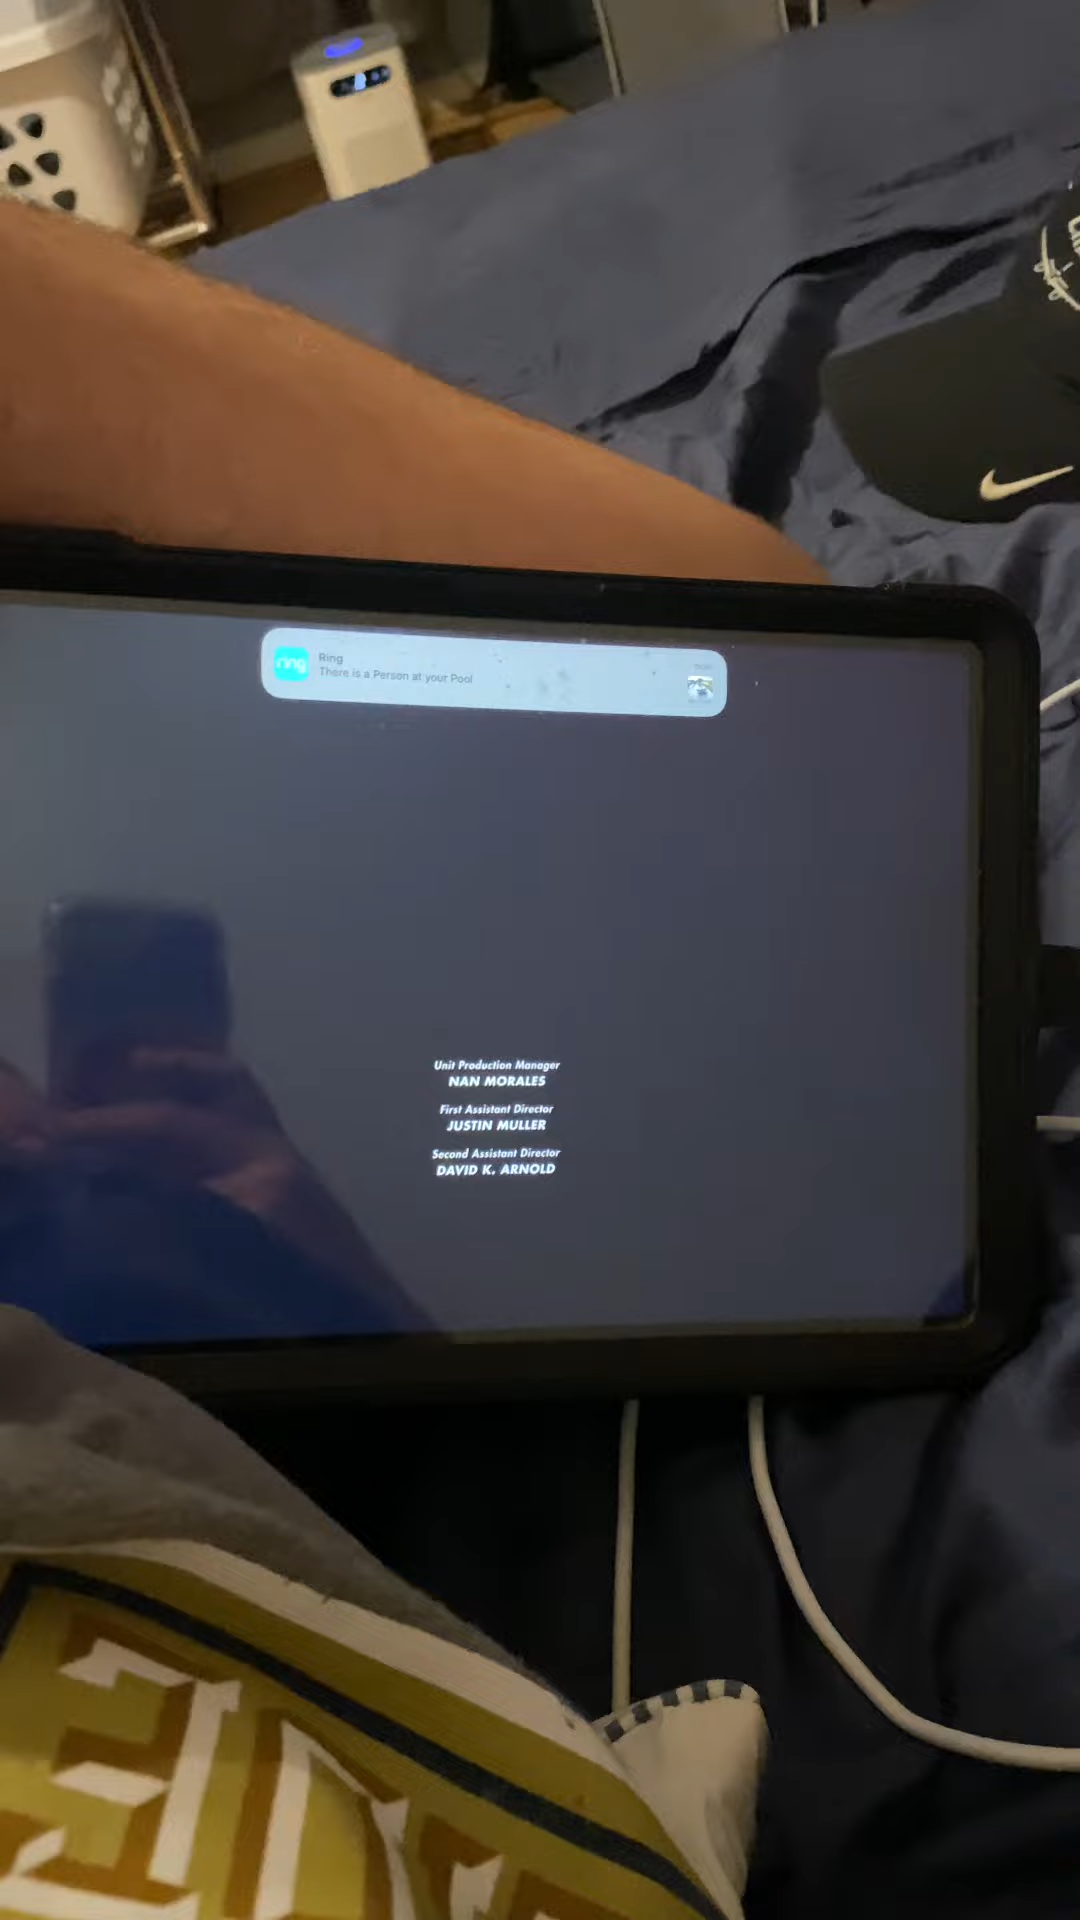 ring
Ring
There is a Person at your Pool
now
Unit Production Manager
NAN MORALES
First Assistant Director
JUSTIN MULLER
Second Assistant Director
DAVID K. ARNOLD